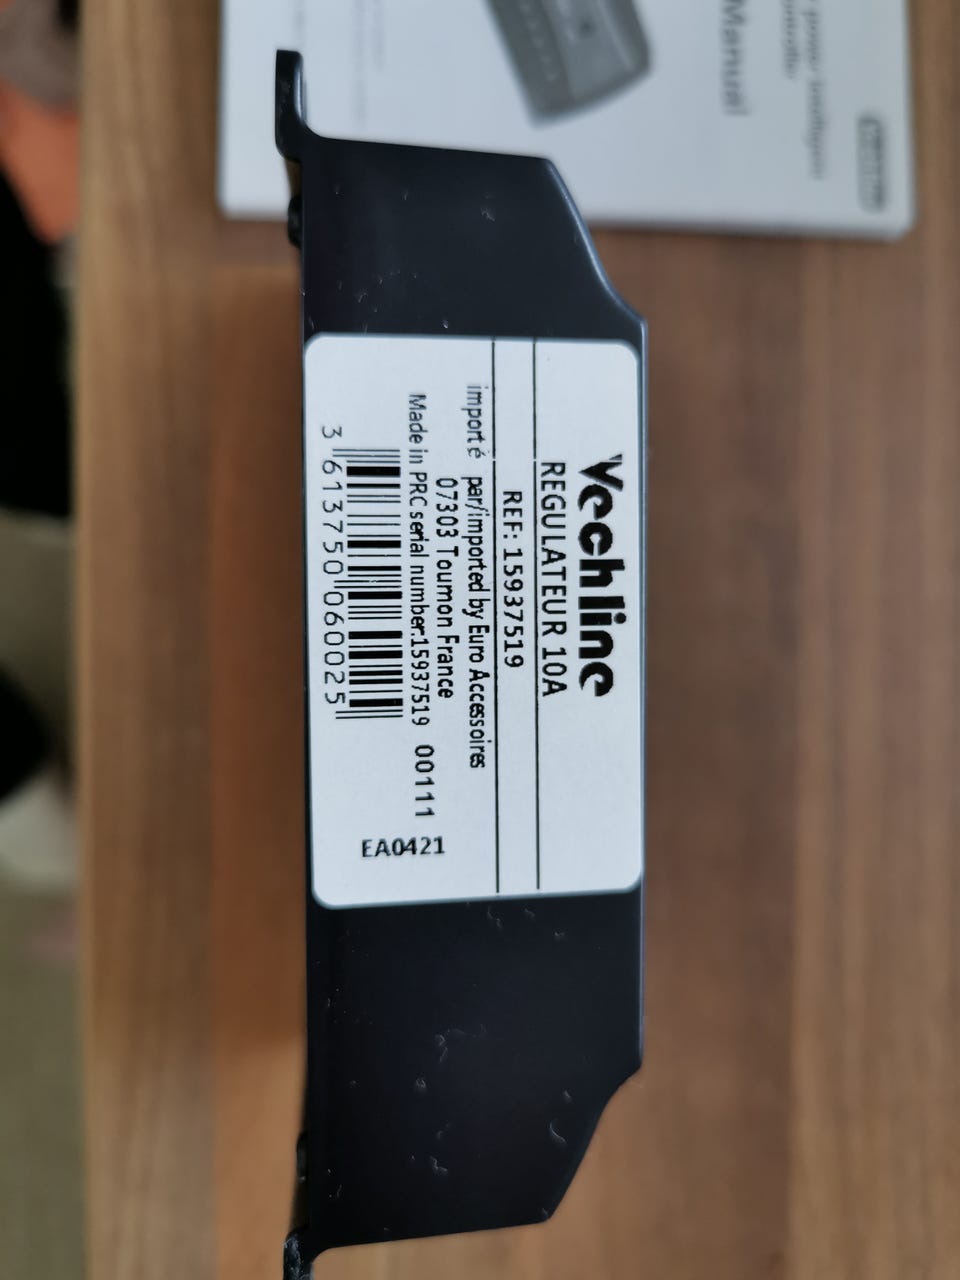 Vechline
REGULATEUR 10A
REF: 15937519
importé par/imported by Euro Accessoires
07303 Tournon France
Made in PRC serial number:15937519 00111
3 613750 060025
EA0421
Manual